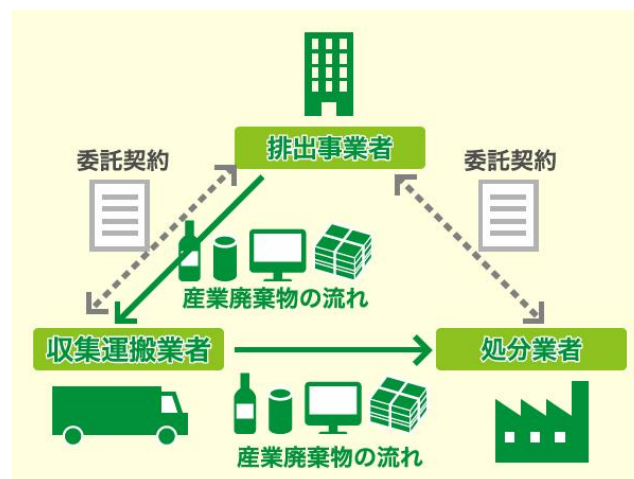 排出事業者
委託契約
委託契約
産業廃棄物の流れ
収集運搬業者
処分業者
産業廃棄物の流れ